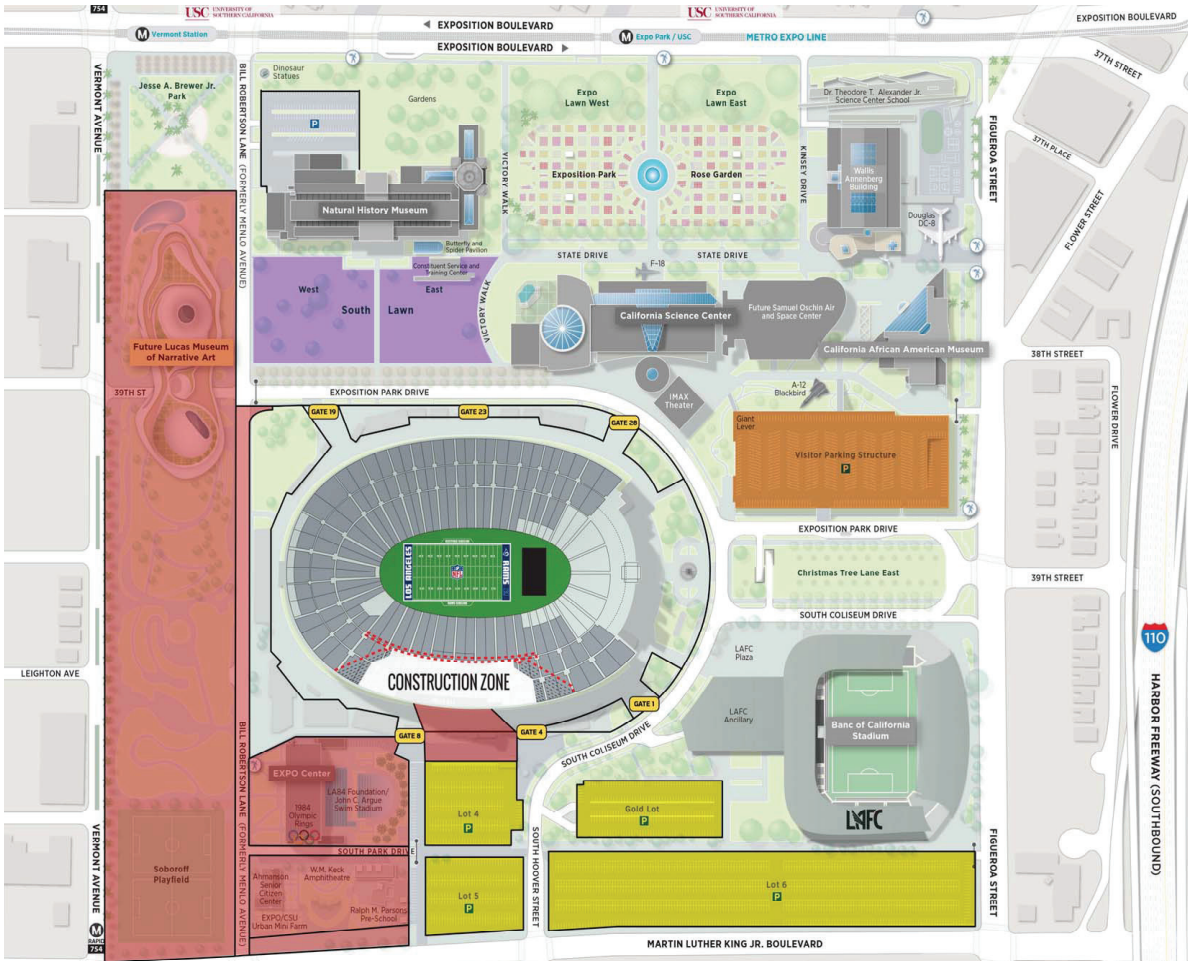 754
USC UNIVERSITY OF
SOUTHERN CALIFORNIA
USC UNIVERSITY OF
SOUTHERN CALIFORNIA
EXPOSITION BOULEVARD
EXPOSITION BOULEVARD
M Vermont Station
M Expo Park / USC
METRO EXPO LINE
EXPOSITION BOULEVARD
37TH STREET
VERMONT AVENUE
Jesse A. Brewer Jr.
Park
BILL ROBERTSON LANE (FORMERLY MENLO AVENUE)
Dinosaur
Statues
Gardens
P
Expo
Lawn West
Expo
Lawn East
Dr. Theodore T. Alexander Jr.
Science Center School
FIGUEROA STREET
37TH PLACE
FLOWER STREET
VICTORY WALK
Exposition Park
Rose Garden
KINSEY DRIVE
Wallis
Annenberg
Building
Natural History Museum
Douglas
DC-8
Butterfly and
Spider Pavilion
Constituent Service and
Training Center
STATE DRIVE
STATE DRIVE
F-18
West
East
South
Lawn
VICTORY WALK
California Science Center
Future Samuel Oschin Air
and Space Center
California African American Museum
38TH STREET
Future Lucas Museum
of Narrative Art
39TH ST
EXPOSITION PARK DRIVE
IMAX
Theater
A-12
Blackbird
FLOWER DRIVE
GATE 19
GATE 23
GATE 28
Giant
Lever
Visitor Parking Structure
P
EXPOSITION PARK DRIVE
LOS ANGELES
NFL
RAMS
Christmas Tree Lane East
39TH STREET
SOUTH COLISEUM DRIVE
110
HARBOR FREEWAY (SOUTHBOUND)
LEIGHTON AVE
CONSTRUCTION ZONE
LAFC
Plaza
LAFC
Ancillary
Banc of California
Stadium
GATE 1
GATE 4
GATE 8
SOUTH COLISEUM DRIVE
BILL ROBERTSON LANE (FORMERLY MENLO AVENUE)
EXPO Center
LA84 Foundation/
John C. Argue
Swim Stadium
1984
Olympic
Rings
Lot 4
P
Gold Lot
P
LAFC
SOUTH PARK DRIVE
VERMONT AVENUE
Soboroff
Playfield
Ahmanson
Senior
Citizen
Center
W.M. Keck
Amphitheatre
EXPO/CSU
Urban Mini Farm
Ralph M. Parsons
Pre-School
Lot 5
P
SOUTH HOOVER STREET
Lot 6
P
FIGUEROA STREET
M
RAPID
754
MARTIN LUTHER KING JR. BOULEVARD